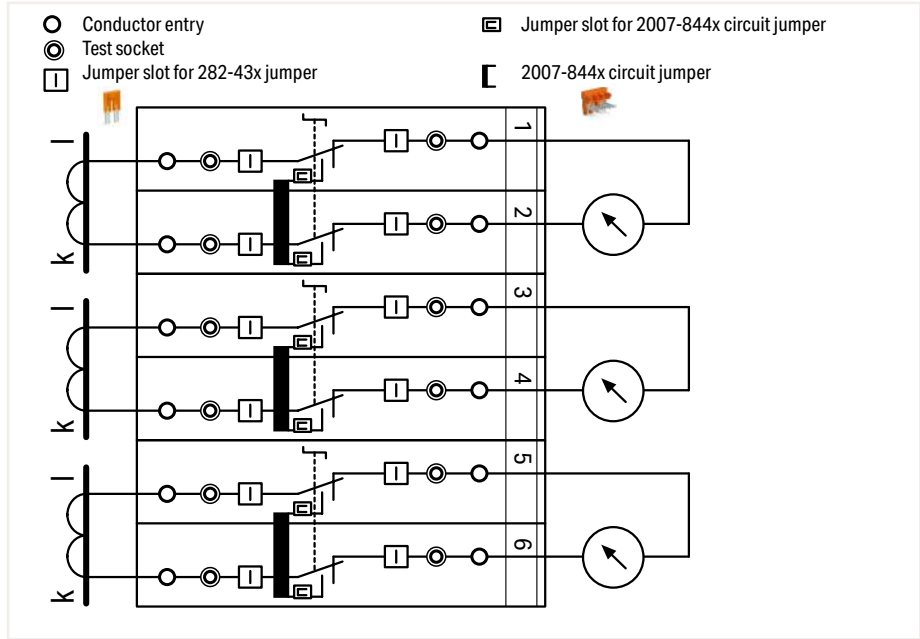 Conductor entry
Test socket
Jumper slot for 282-43x jumper
Jumper slot for 2007-844x circuit jumper
2007-844x circuit jumper
l
k
1
2
l
k
3
4
l
k
5
6